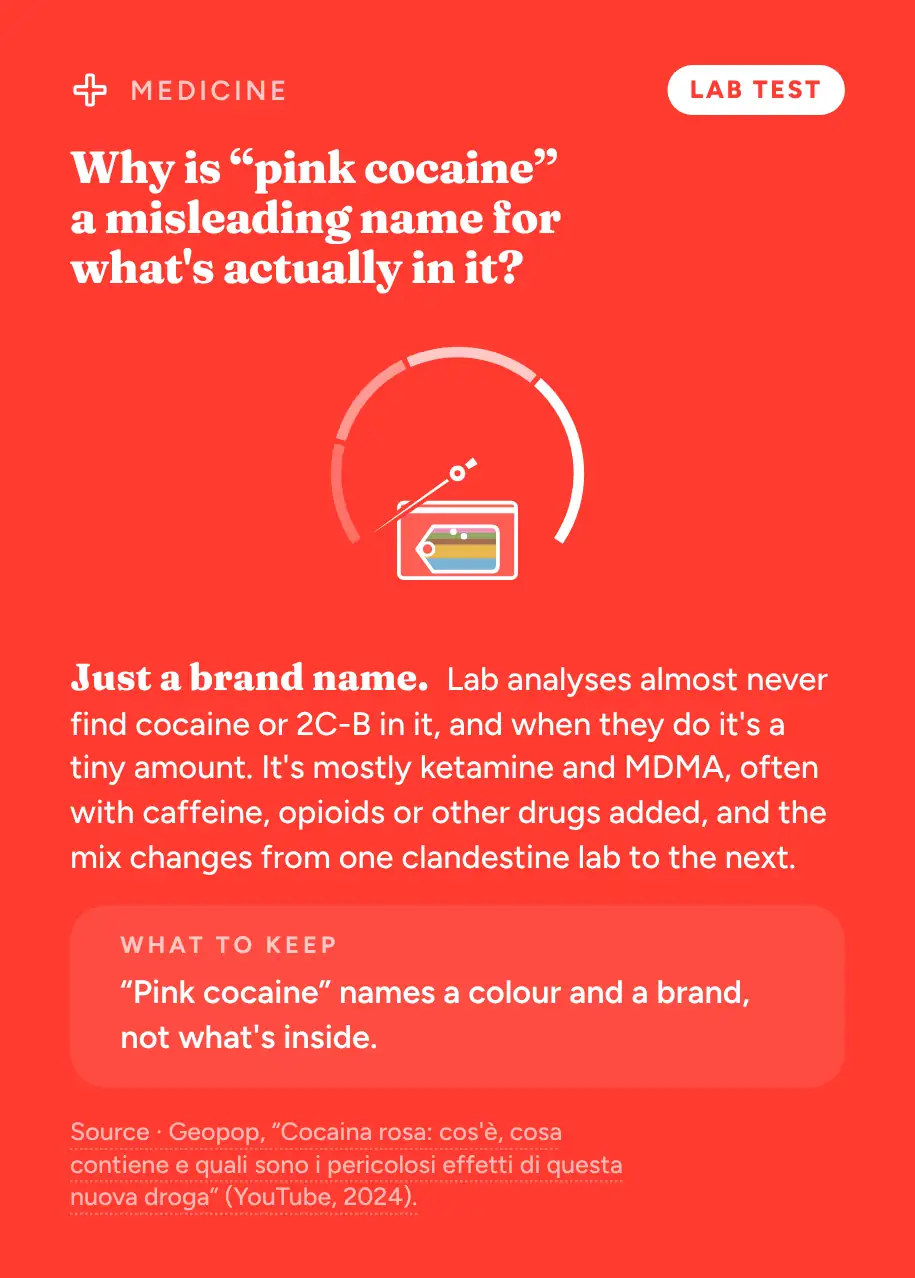 MEDICINE
LAB TEST
Why is “pink cocaine”
a misleading name for
what's actually in it?
Just a brand name. Lab analyses almost never
find cocaine or 2C-B in it, and when they do it's a
tiny amount. It's mostly ketamine and MDMA, often
with caffeine, opioids or other drugs added, and the
mix changes from one clandestine lab to the next.
WHAT TO KEEP
“Pink cocaine” names a colour and a brand,
not what's inside.
Source · Geopop, “Cocaina rosa: cos'è, cosa
contiene e quali sono i pericolosi effetti di questa
nuova droga” (YouTube, 2024).